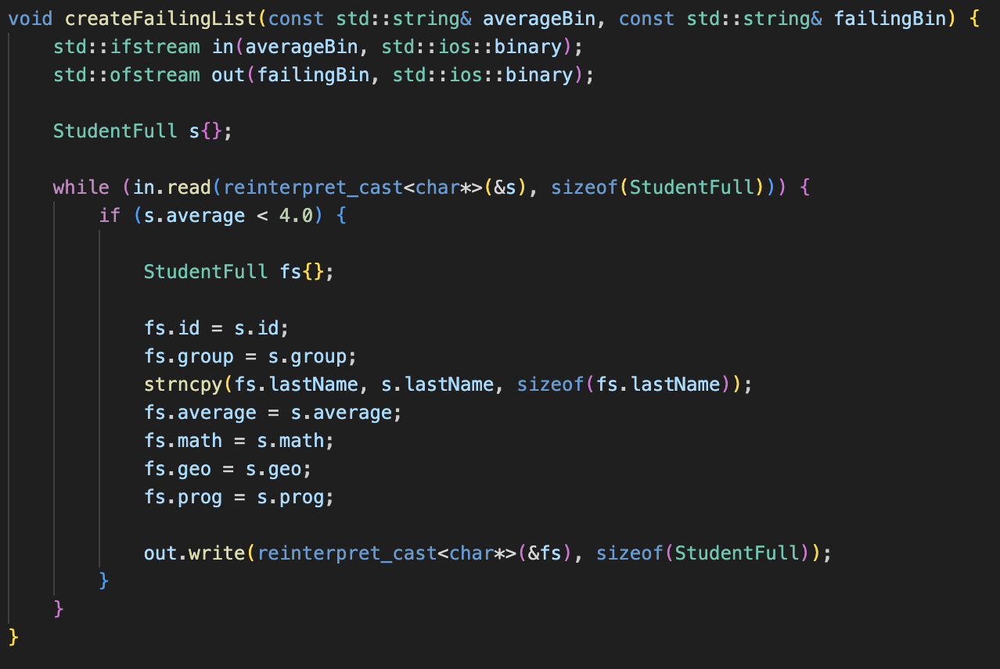 void createFailingList(const std::string& averageBin, const std::string& failingBin) {
    std::ifstream in(averageBin, std::ios::binary);
    std::ofstream out(failingBin, std::ios::binary);

    StudentFull s{};

    while (in.read(reinterpret_cast<char*>(&s), sizeof(StudentFull))) {
        if (s.average < 4.0) {

            StudentFull fs{};

            fs.id = s.id;
            fs.group = s.group;
            strncpy(fs.lastName, s.lastName, sizeof(fs.lastName));
            fs.average = s.average;
            fs.math = s.math;
            fs.geo = s.geo;
            fs.prog = s.prog;

            out.write(reinterpret_cast<char*>(&fs), sizeof(StudentFull));
        }
    }
}